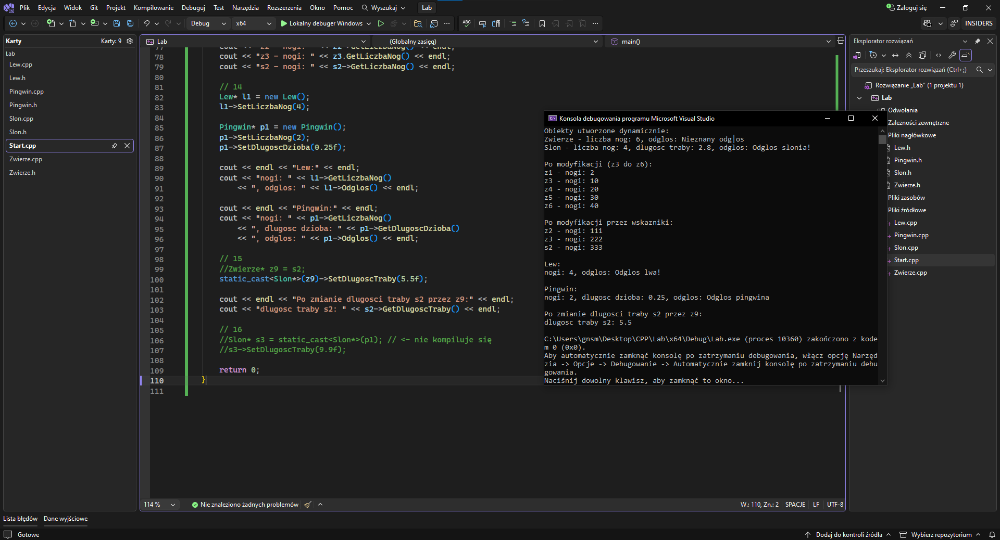 Plik Edycja Widok Git Projekt Kompilowanie Debuguj Test Narzędzia Rozszerzenia Okno Pomoc Wyszukaj Lab Zaloguj się
Debug x64 Lokalny debuger Windows INSIDERS
Karty Karty: 9
Lab
Lew.cpp
Lew.h
Pingwin.cpp
Pingwin.h
Slon.cpp
Slon.h
Start.cpp
Zwierze.cpp
Zwierze.h
Lab (Globalny zasięg) main()
77 cout << "z2 - nogi: " << z2->GetLiczbaNog() << endl;
78 cout << "z3 - nogi: " << z3.GetLiczbaNog() << endl;
79 cout << "s2 - nogi: " << s2->GetLiczbaNog() << endl;
80
81 // 14
82 Lew* l1 = new Lew();
83 l1->SetLiczbaNog(4);
84
85 Pingwin* p1 = new Pingwin();
86 p1->SetLiczbaNog(2);
87 p1->SetDlugoscDzioba(0.25f);
88
89 cout << endl << "Lew:" << endl;
90 cout << "nogi: " << l1->GetLiczbaNog()
91 << ", odglos: " << l1->Odglos() << endl;
92
93 cout << endl << "Pingwin:" << endl;
94 cout << "nogi: " << p1->GetLiczbaNog()
95 << ", dlugosc dzioba: " << p1->GetDlugoscDzioba()
96 << ", odglos: " << p1->Odglos() << endl;
97
98 // 15
99 //Zwierze* z9 = s2;
100 static_cast<Slon*>(z9)->SetDlugoscTraby(5.5f);
101
102 cout << endl << "Po zmianie dlugosci traby s2 przez z9:" << endl;
103 cout << "dlugosc traby s2: " << s2->GetDlugoscTraby() << endl;
104
105 // 16
106 //Slon* s3 = static_cast<Slon*>(p1); // <- nie kompiluje się
107 //s3->SetDlugoscTraby(9.9f);
108
109 return 0;
110 }
111
Konsola debugowania programu Microsoft Visual Studio
Obiekty utworzone dynamicznie:
Zwierze - liczba nog: 6, odglos: Nieznany odglos
Slon - liczba nog: 4, dlugosc traby: 2.8, odglos: Odglos slonia!
Po modyfikacji (z3 do z6):
z1 - nogi: 2
z3 - nogi: 10
z4 - nogi: 20
z5 - nogi: 30
z6 - nogi: 40
Po modyfikacji przez wskazniki:
z2 - nogi: 111
z3 - nogi: 222
s2 - nogi: 333
Lew:
nogi: 4, odglos: Odglos lwa!
Pingwin:
nogi: 2, dlugosc dzioba: 0.25, odglos: Odglos pingwina
Po zmianie dlugosci traby s2 przez z9:
dlugosc traby s2: 5.5
C:\Users\gnsm\Desktop\CPP\Lab\x64\Debug\Lab.exe (proces 10360) zakończono z kode
m 0 (0x0).
Aby automatycznie zamknąć konsolę po zatrzymaniu debugowania, włącz opcję Narzęd
zia -> Opcje -> Debugowanie -> Automatycznie zamknij konsolę po zatrzymaniu debu
gowania.
Naciśnij dowolny klawisz, aby zamknąć to okno...
Eksplorator rozwiązań
Przeszukaj: Eksplorator rozwiązań (Ctrl+;)
Rozwiązanie „Lab" (1 projektu 1)
Lab
Odwołania
Zależności zewnętrzne
Pliki nagłówkowe
Lew.h
Pingwin.h
Slon.h
Zwierze.h
Pliki zasobów
Pliki źródłowe
Lew.cpp
Pingwin.cpp
Slon.cpp
Start.cpp
Zwierze.cpp
114 % Nie znaleziono żadnych problemów W.: 110, Zn.: 2 SPACJE LF UTF-8
Lista błędów Dane wyjściowe
Gotowe Dodaj do kontroli źródła Wybierz repozytorium